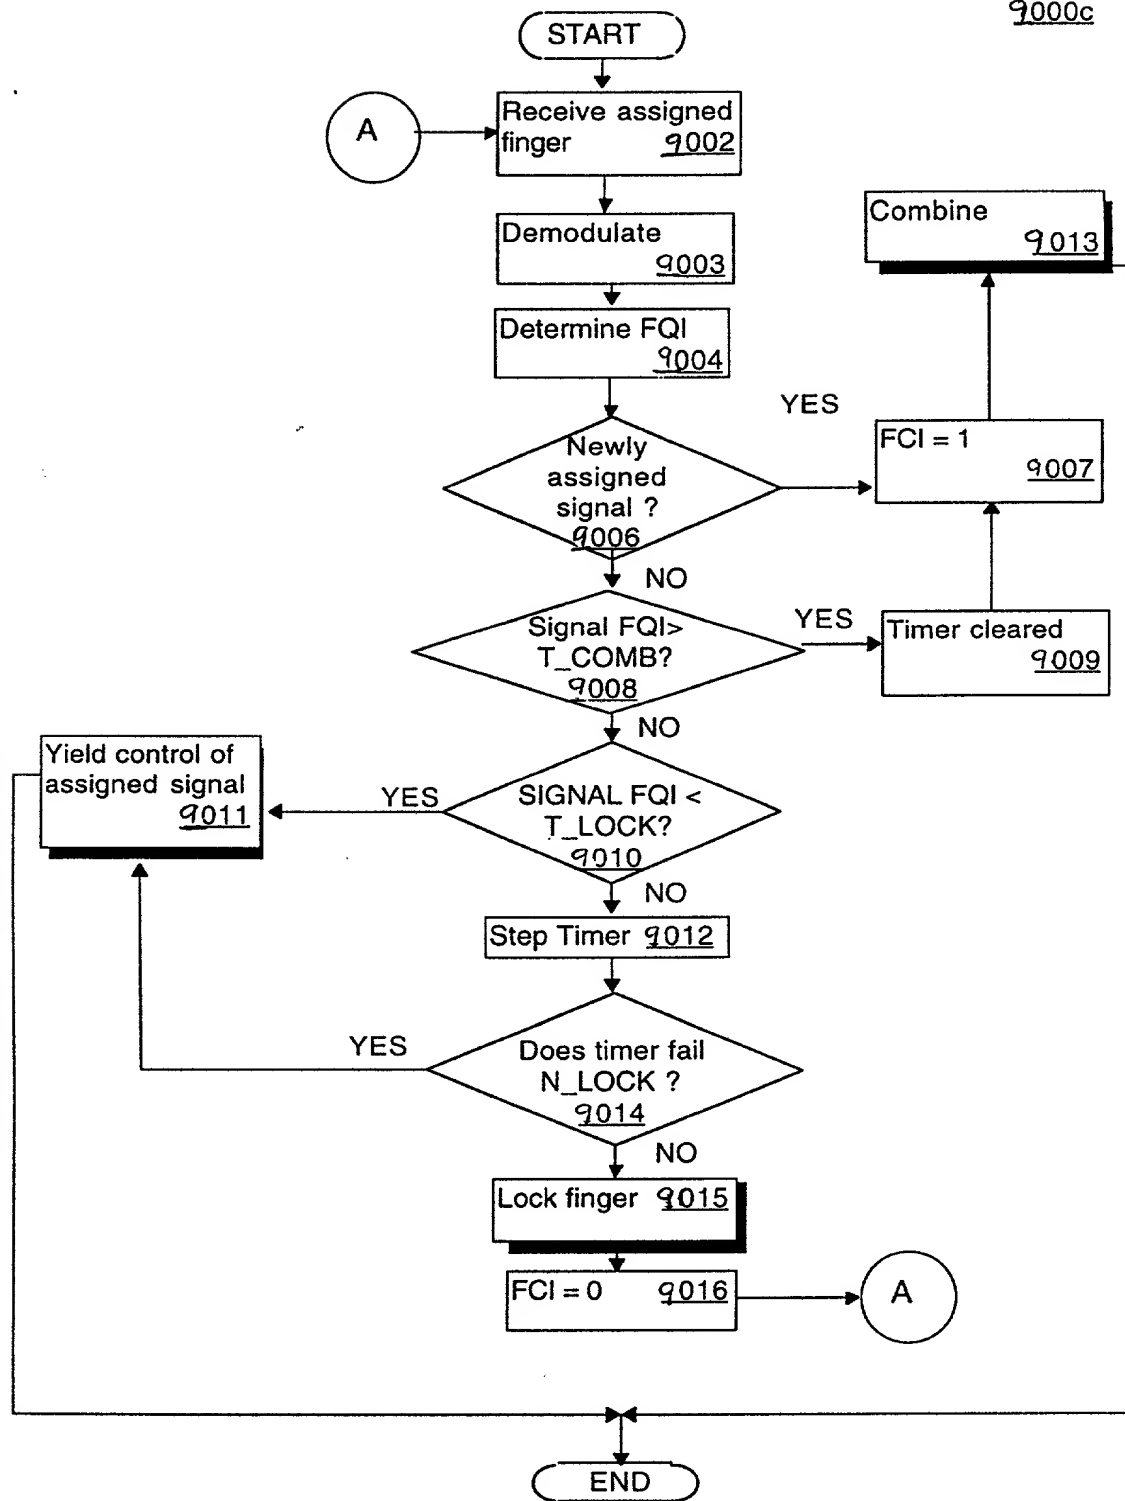 9000c
START
A
Receive assigned
finger 9002
Demodulate
9003
Combine
9013
Determine FQI
9004
YES
Newly
assigned
signal ?
9006
FCI = 1
9007
NO
Signal FQI>
T_COMB?
9008
YES
Timer cleared
9009
NO
Yield control of
assigned signal
9011
YES
SIGNAL FQI <
T_LOCK?
9010
NO
Step Timer 9012
YES
Does timer fail
N_LOCK ?
9014
NO
Lock finger 9015
FCI = 0 9016
A
END